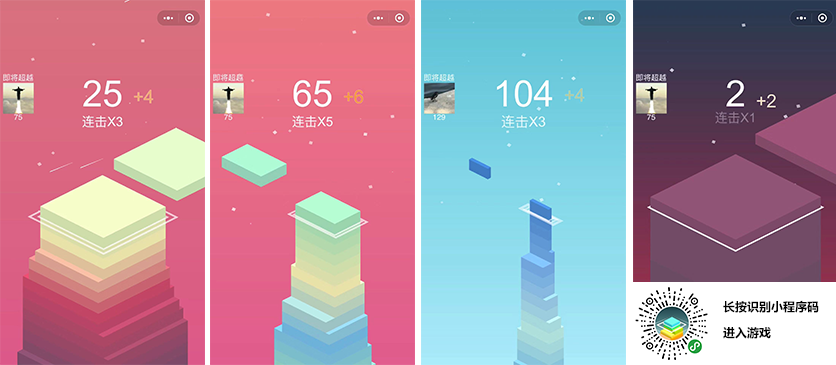 即将超越
25 +4
75
连击X3
即将超越
65 +6
75
连击X5
即将超越
104 +4
129
连击X3
即将超越
2 +2
75
连击X1
长按识别小程序码
进入游戏